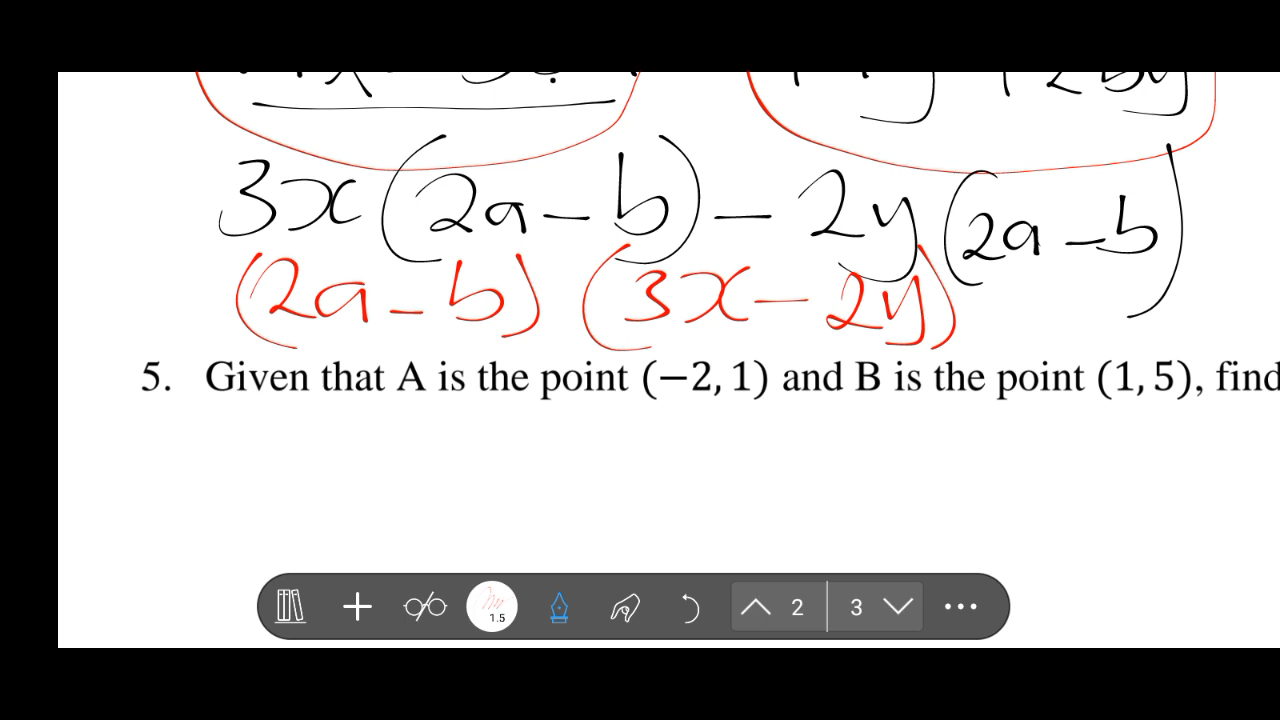 3x(2a-b)-2y(2a-b)
(2a-b)(3x-2y)
5. Given that A is the point (−2, 1) and B is the point (1, 5), find
1.5
2
3